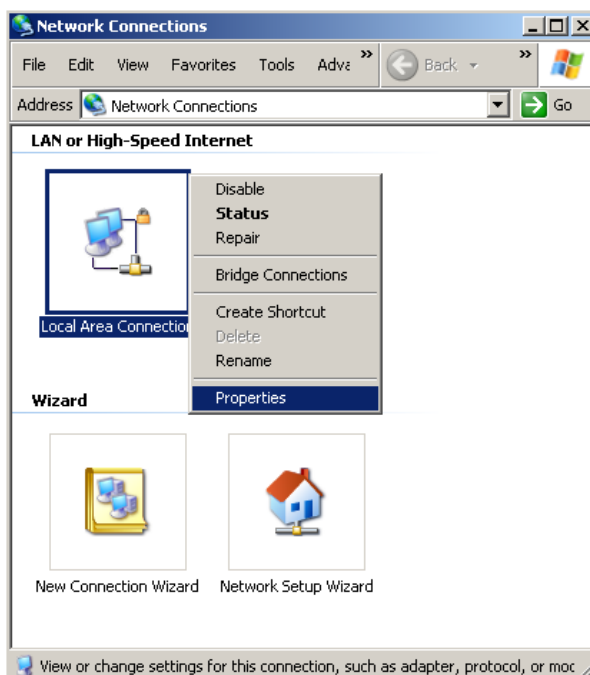 Network Connections
File Edit View Favorites Tools Adva » Back »
Address Network Connections Go
LAN or High-Speed Internet
Local Area Connection
Disable
Status
Repair
Bridge Connections
Create Shortcut
Delete
Rename
Properties
Wizard
New Connection Wizard Network Setup Wizard
View or change settings for this connection, such as adapter, protocol, or moc